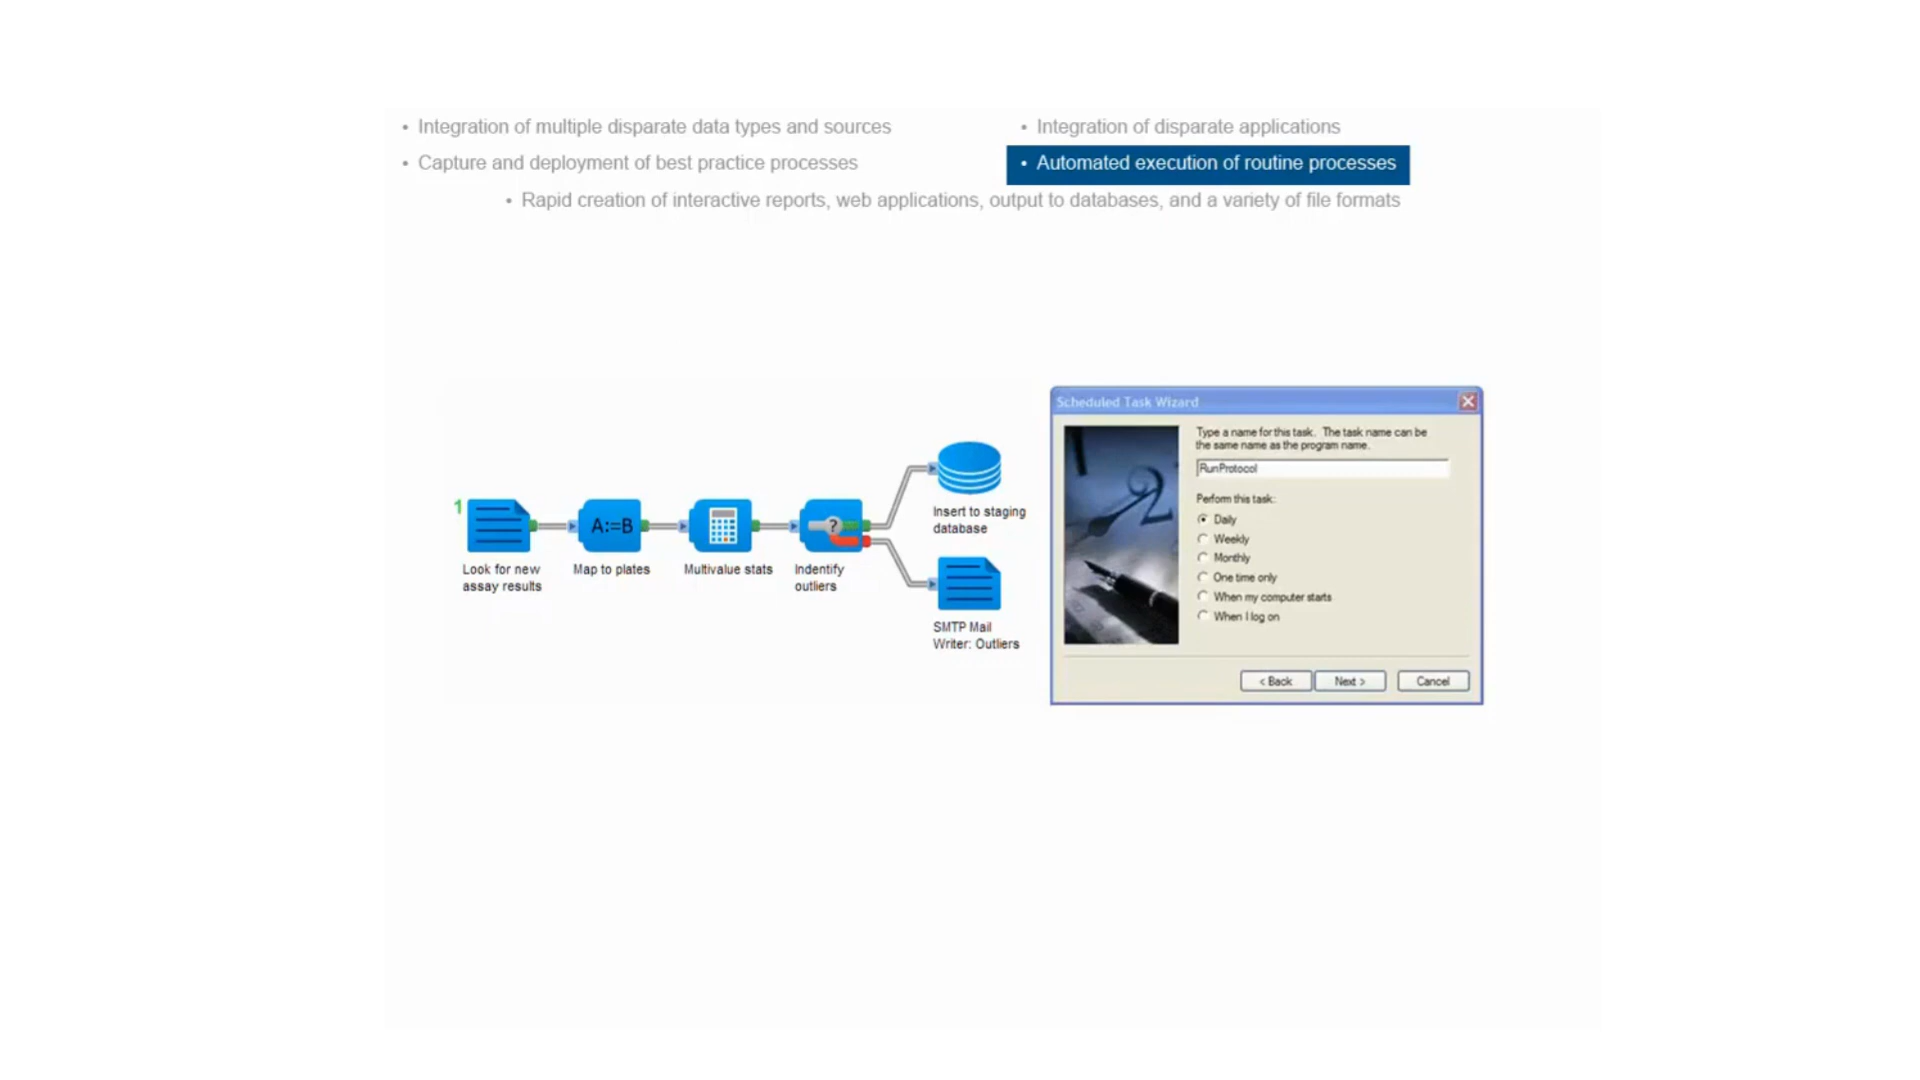 • Integration of multiple disparate data types and sources
• Integration of disparate applications
• Capture and deployment of best practice processes
• Automated execution of routine processes
• Rapid creation of interactive reports, web applications, output to databases, and a variety of file formats
1
Look for new
assay results
A:=B
Map to plates
Multivalue stats
?
Indentify
outliers
Insert to staging
database
SMTP Mail
Writer: Outliers
Scheduled Task Wizard
12
Type a name for this task. The task name can be
the same name as the program name.
RunProtocol
Perform this task:
Daily
Weekly
Monthly
One time only
When my computer starts
When I log on
< Back
Next >
Cancel